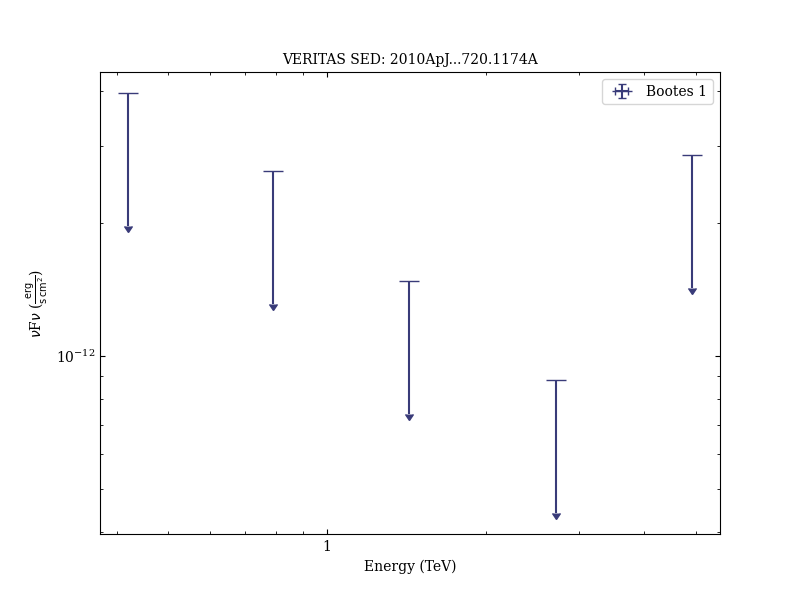 VERITAS SED: 2010ApJ...720.1174A
Bootes 1
νFν (erg / s cm²)
10⁻¹²
1
Energy (TeV)